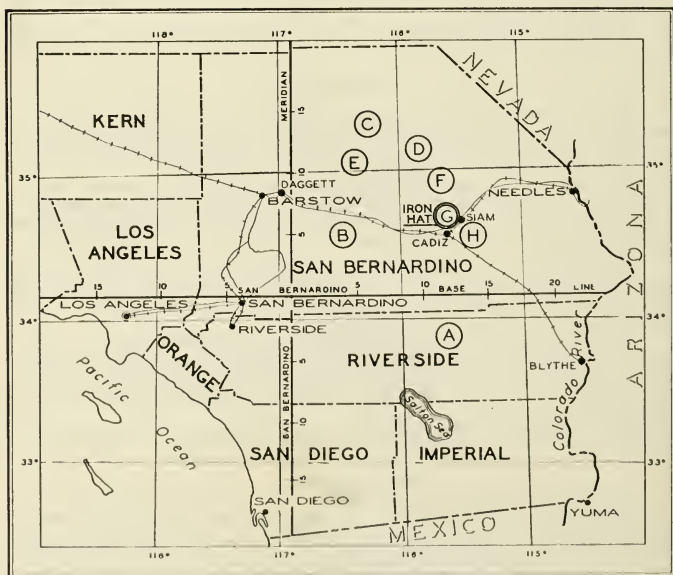 118° 117° 116° 115°
NEVADA
MERIDIAN
15
KERN
C
D
E
10
35° 35°
F
DAGGETT
BARSTOW
NEEDLES
IRON HAT
G
SIAM
LOS ANGELES
5
B
CADIZ
H
ARIZONA
SAN BERNARDINO
15 10 5 SAN BERNARDINO 5 10 BASE 15 20 LINE
LOS ANGELES
SAN BERNARDINO
34° 34°
RIVERSIDE
A
ORANGE
RIVERSIDE
BLYTHE
Colorado River
Pacific Ocean
SAN BERNARDINO
Salton Sea
10
SAN DIEGO
IMPERIAL
33° 33°
15
SAN DIEGO
YUMA
MEXICO
118° 117° 116° 115°